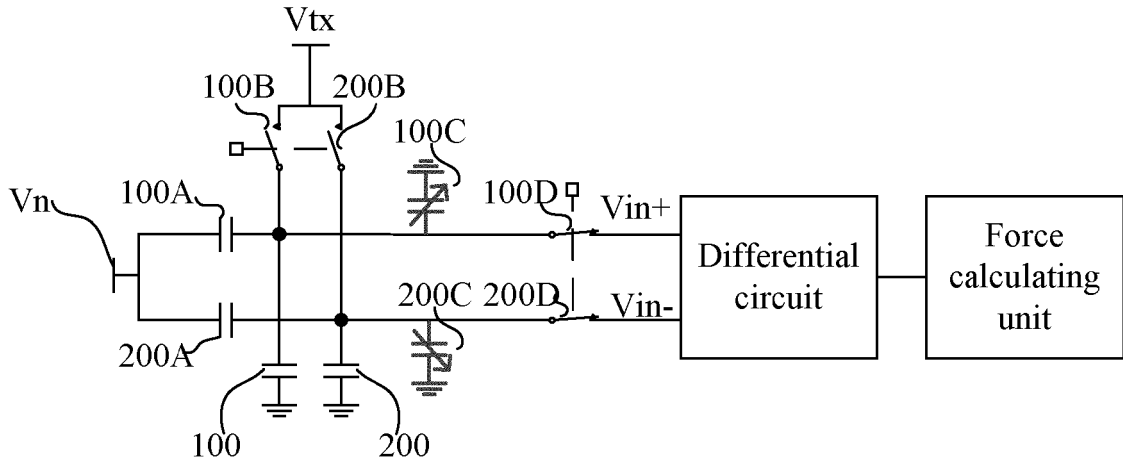 Vtx
100B
200B
100C
Vn
100A
100D
Vin+
Differential
circuit
Force
calculating
unit
200A
200C
200D
Vin-
100
200